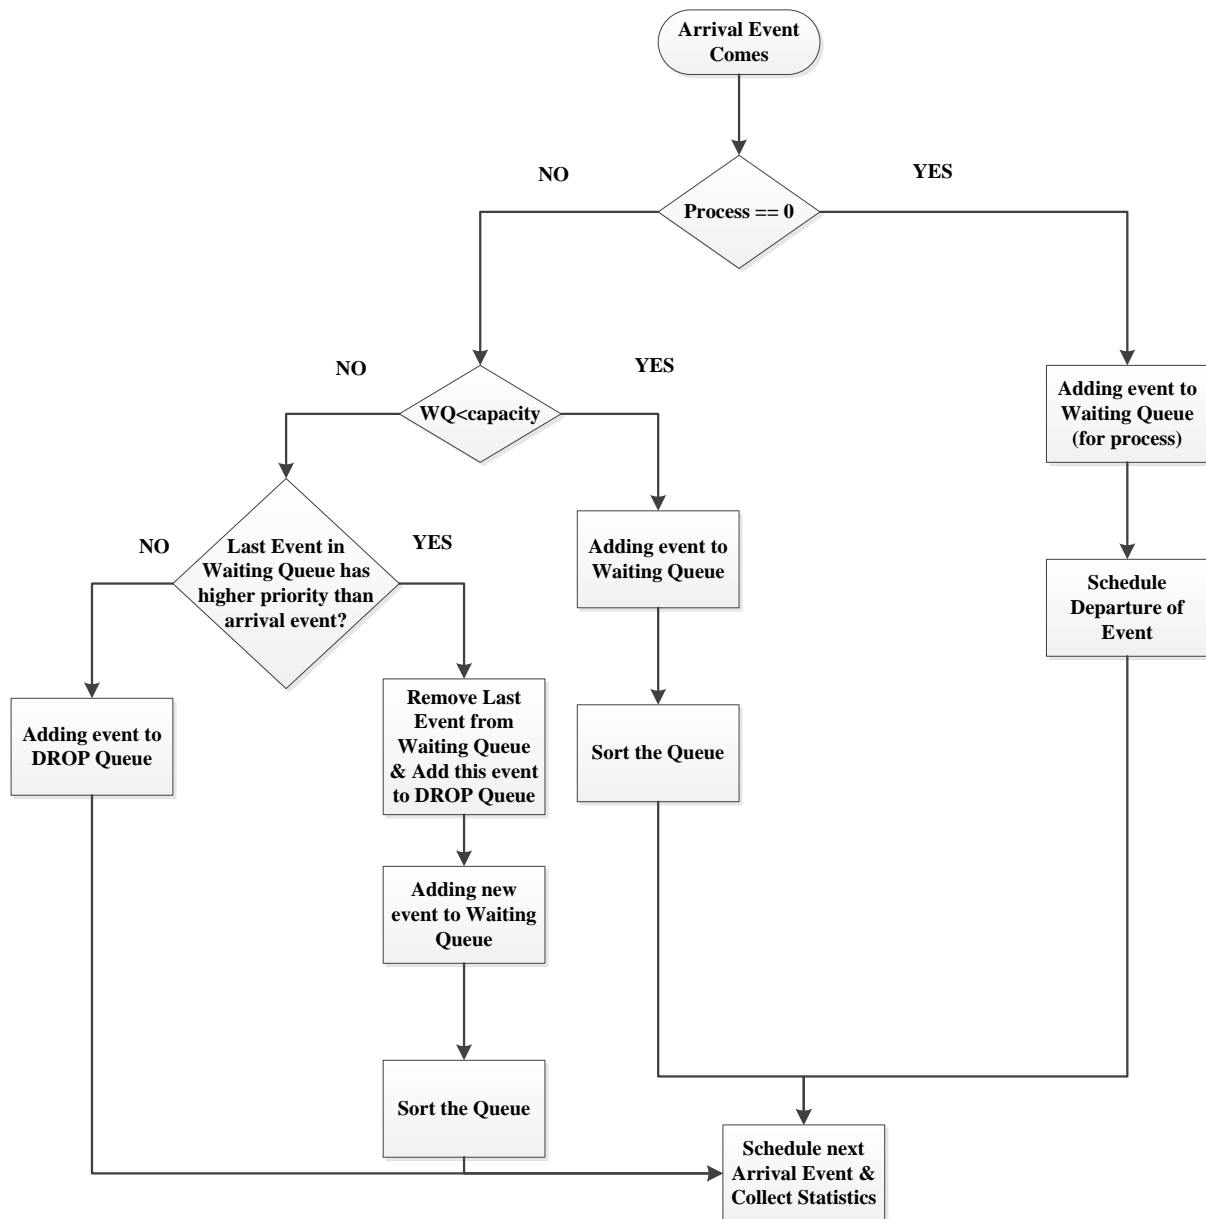 Arrival Event
Comes
NO
YES
Process == 0
NO
YES
WQ<capacity
Adding event to
Waiting Queue
(for process)
NO
YES
Last Event in
Waiting Queue has
higher priority than
arrival event?
Adding event to
Waiting Queue
Schedule
Departure of
Event
Adding event to
DROP Queue
Remove Last
Event from
Waiting Queue
& Add this event
to DROP Queue
Sort the Queue
Adding new
event to Waiting
Queue
Sort the Queue
Schedule next
Arrival Event &
Collect Statistics